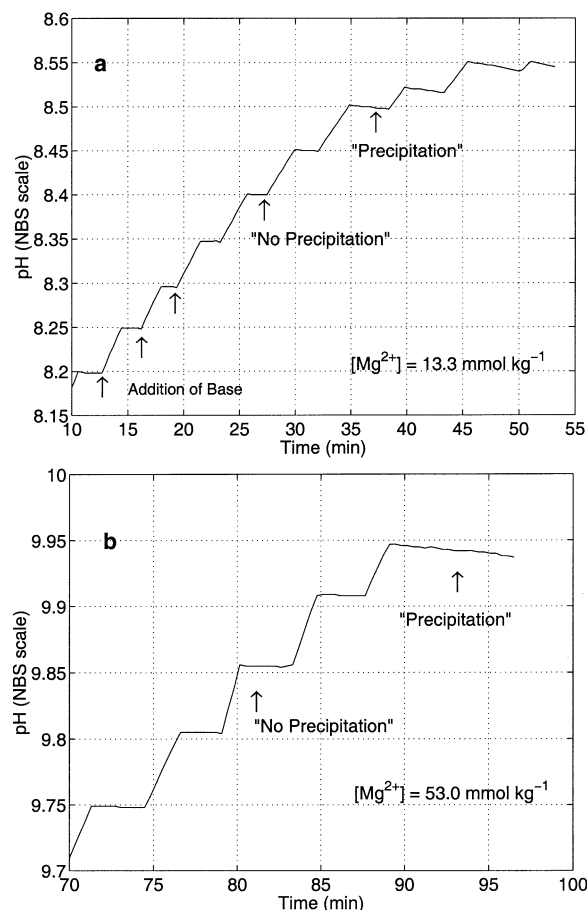 8.6
a
8.55
8.5
"Precipitation"
8.45
8.4
"No Precipitation"
8.35
pH (NBS scale)
8.3
8.25
[Mg²⁺] = 13.3 mmol kg⁻¹
8.2
Addition of Base
8.15
10 15 20 25 30 35 40 45 50 55
Time (min)
10
b
9.95
9.9
"Precipitation"
9.85
pH (NBS scale)
9.8
"No Precipitation"
9.75
[Mg²⁺] = 53.0 mmol kg⁻¹
9.7
70 75 80 85 90 95 100
Time (min)